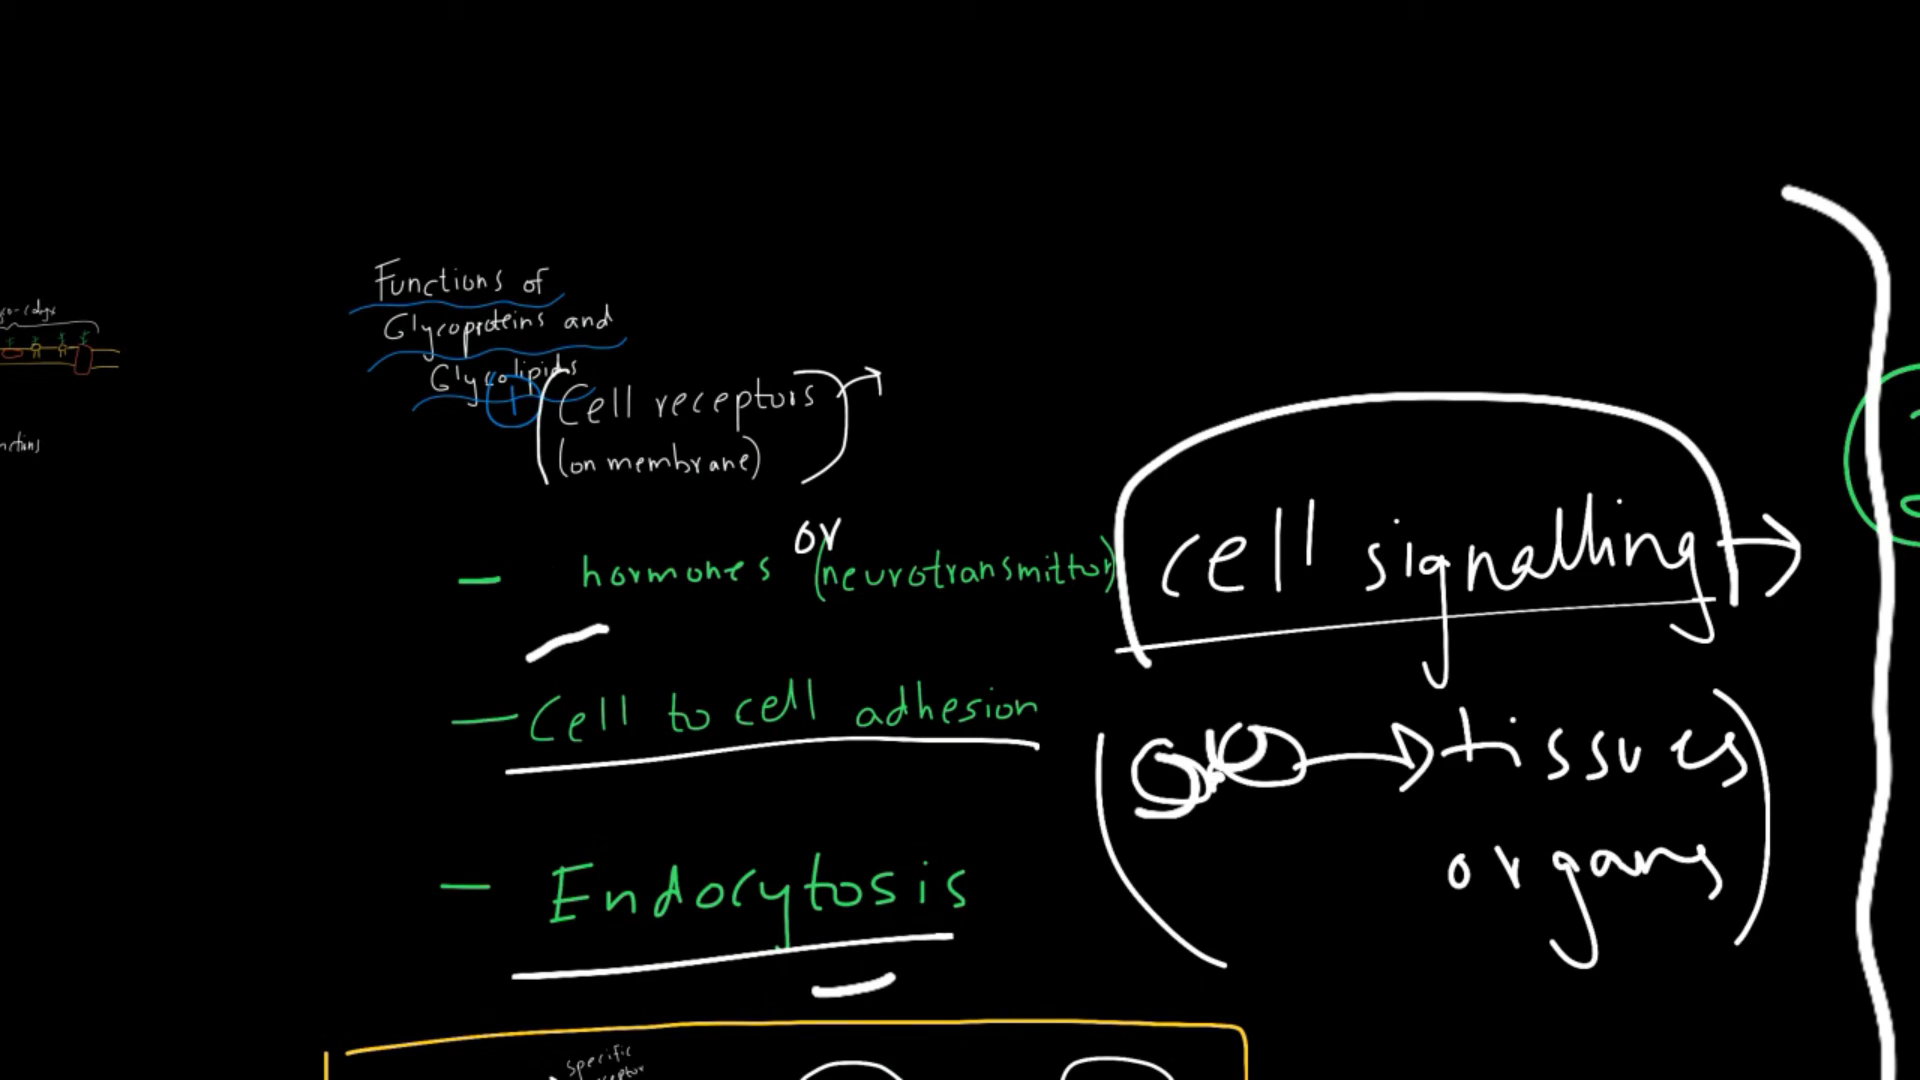 Functions of
Glycoproteins and
Glycolipids
1 Cell receptors
(on membrane)
or
- hormones (neurotransmittor)
cell signalling
- Cell to cell adhesion
tissues
organs
- Endocytosis
specific